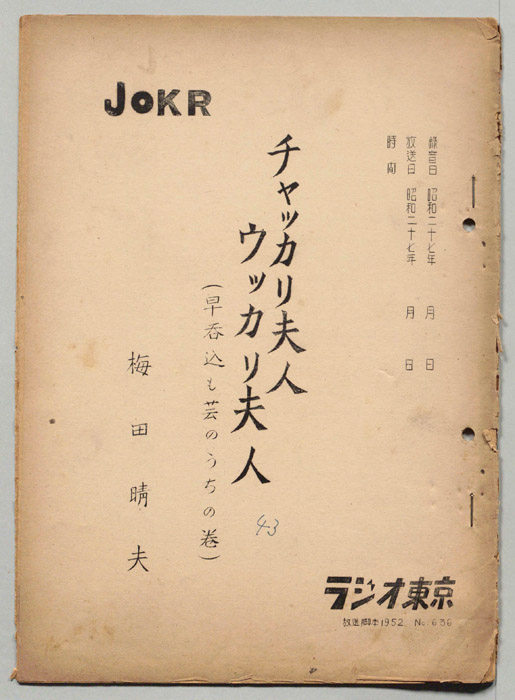 JOKR
録音日 昭和二十七年 月 日
放送日 昭和二十七年 月 日
時間
チャッカリ夫人
ウッカリ夫人
(早呑込も芸のうちの巻)
梅田晴夫
43
ラジオ東京
放送脚本1952 No.636